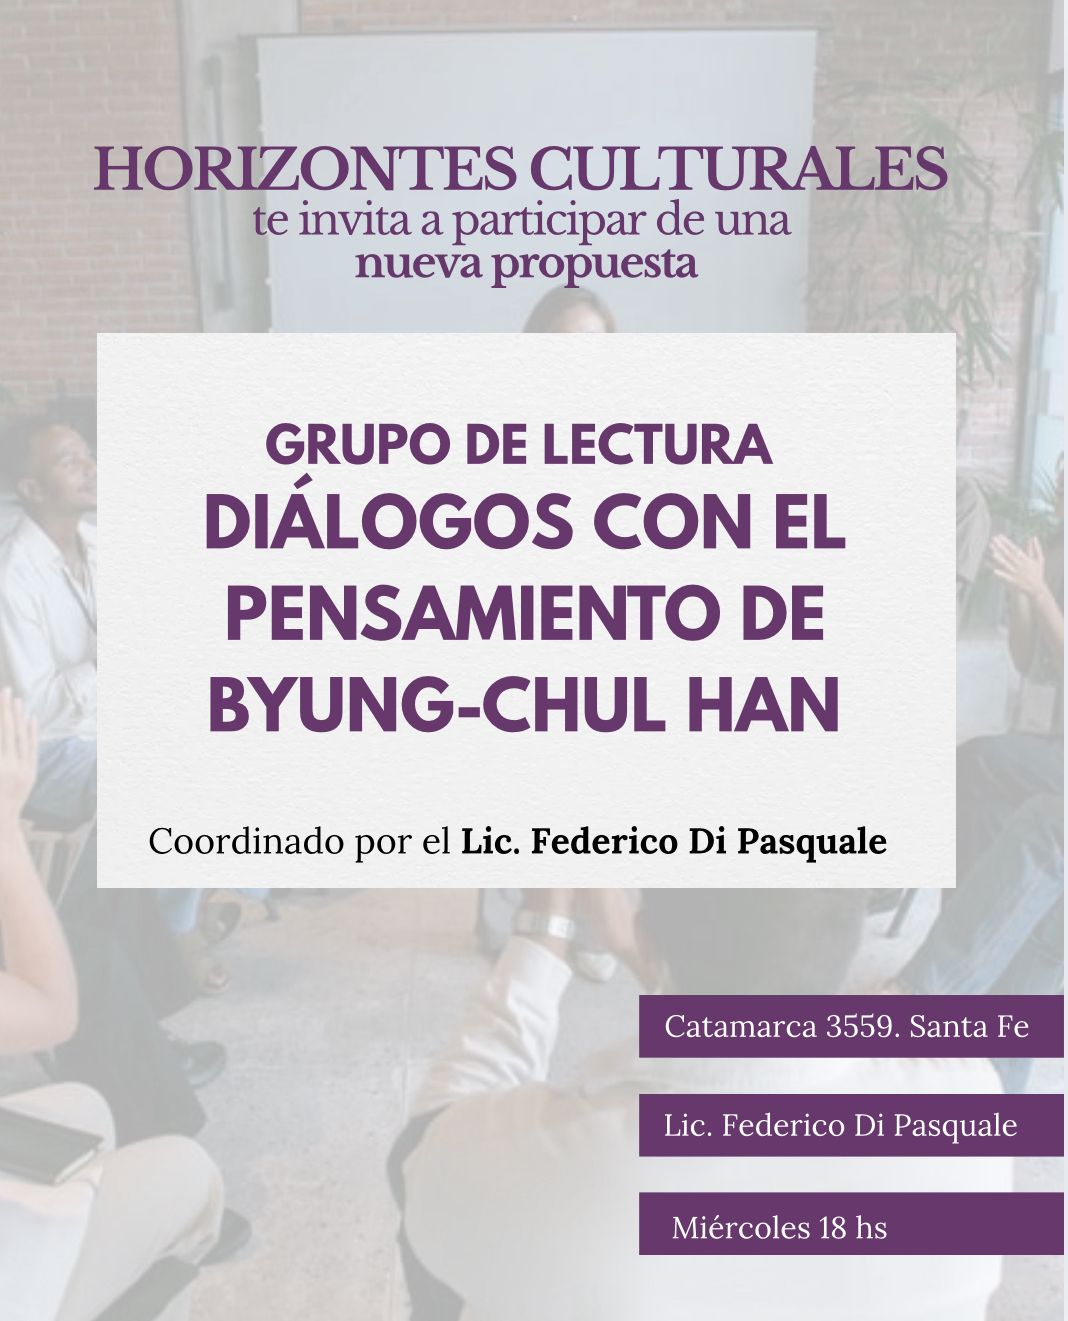 HORIZONTES CULTURALES
te invita a participar de una
nueva propuesta
GRUPO DE LECTURA
DIÁLOGOS CON EL
PENSAMIENTO DE
BYUNG-CHUL HAN
Coordinado por el Lic. Federico Di Pasquale
Catamarca 3559. Santa Fe
Lic. Federico Di Pasquale
Miércoles 18 hs